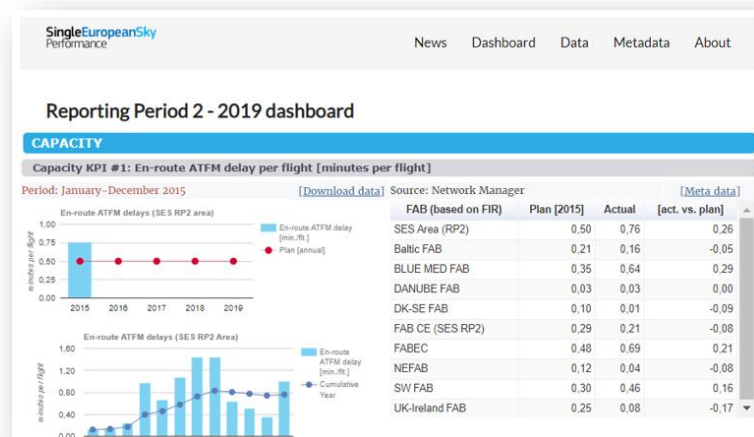 SingleEuropeanSky
Performance
News Dashboard Data Metadata About
Reporting Period 2 - 2019 dashboard
CAPACITY
Capacity KPI #1: En-route ATFM delay per flight [minutes per flight]
Period: January-December 2015 [Download data] Source: Network Manager [Meta data]
En-route ATFM delays (SES RP2 area)
minutes per flight
1,00
0,75
0,50
0,25
0,00
2015 2016 2017 2018 2019
En-route ATFM delay
[min./flt.]
Plan [annual]
En-route ATFM delays (SES RP2 Area)
minutes per flight
1,60
1,20
0,80
0,40
0,00
En-route
ATFM delay
[min./flt.]
Cumulative
Year
FAB (based on FIR) Plan [2015] Actual [act. vs. plan]
SES Area (RP2) 0,50 0,76 0,26
Baltic FAB 0,21 0,16 -0,05
BLUE MED FAB 0,35 0,64 0,29
DANUBE FAB 0,03 0,03 0,00
DK-SE FAB 0,10 0,01 -0,09
FAB CE (SES RP2) 0,29 0,21 -0,08
FABEC 0,48 0,69 0,21
NEFAB 0,12 0,04 -0,08
SW FAB 0,30 0,46 0,16
UK-Ireland FAB 0,25 0,08 -0,17